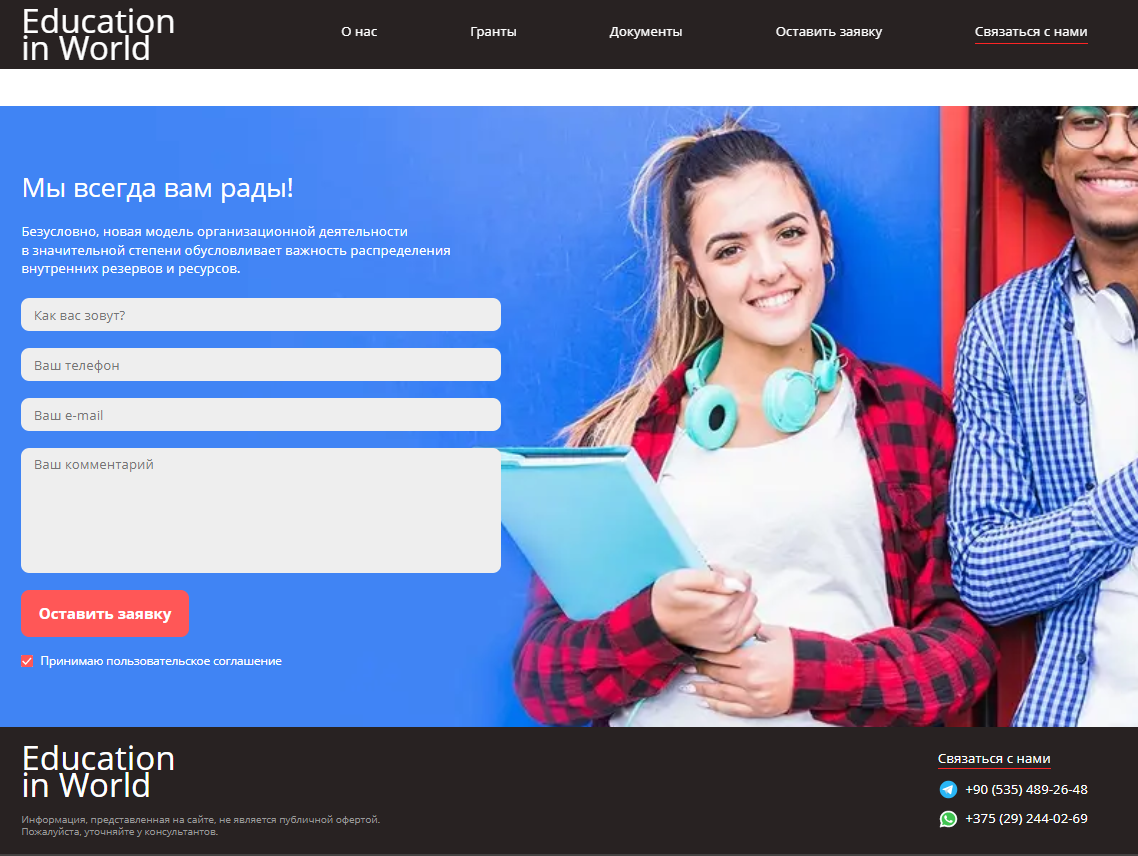 Education
in World
О нас
Гранты
Документы
Оставить заявку
Связаться с нами
Мы всегда вам рады!
Безусловно, новая модель организационной деятельности
в значительной степени обусловливает важность распределения
внутренних резервов и ресурсов.
Как вас зовут?
Ваш телефон
Ваш e-mail
Ваш комментарий
Оставить заявку
Принимаю пользовательское соглашение
Education
in World
Информация, представленная на сайте, не является публичной офертой.
Пожалуйста, уточняйте у консультантов.
Связаться с нами
+90 (535) 489-26-48
+375 (29) 244-02-69